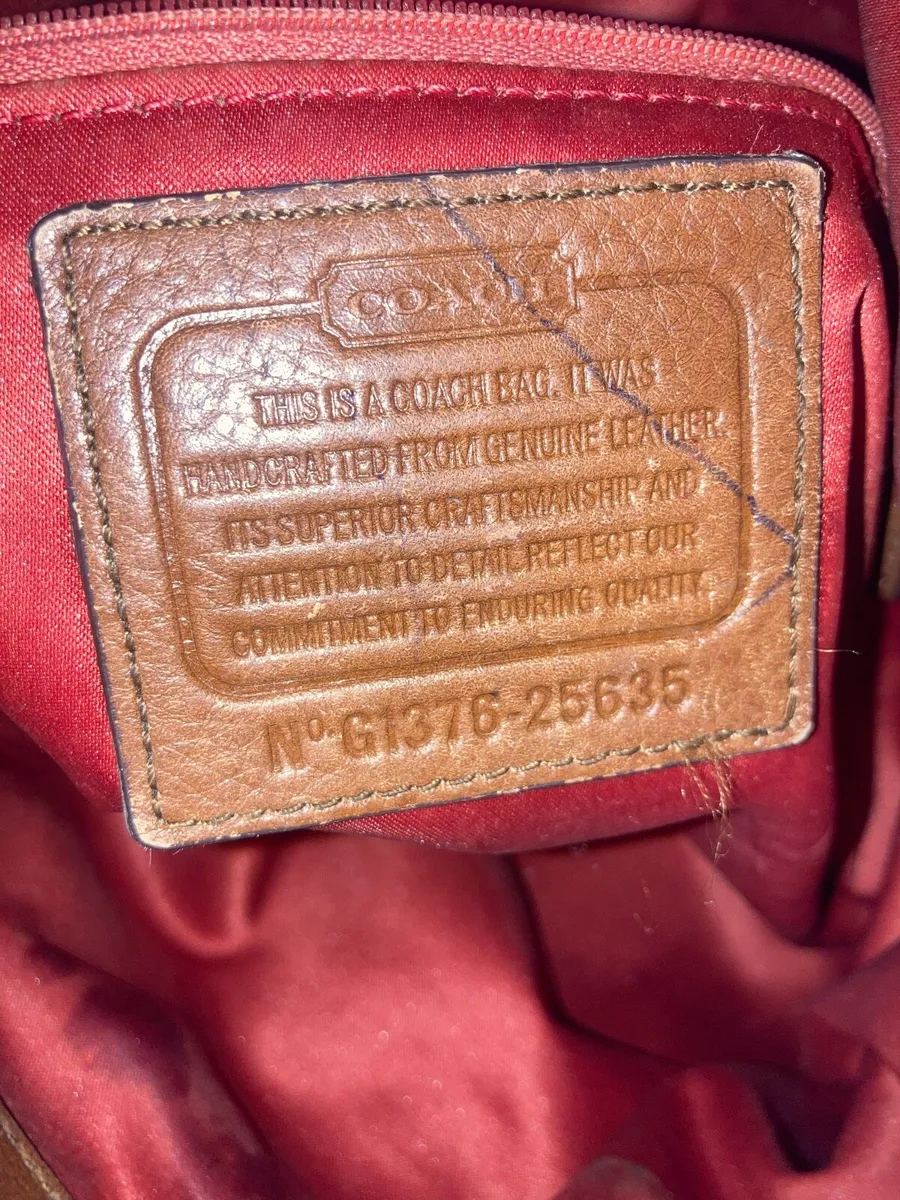 COACH
THIS IS A COACH BAG. IT WAS
HANDCRAFTED FROM GENUINE LEATHER.
ITS SUPERIOR CRAFTSMANSHIP AND
ATTENTION TO DETAIL REFLECT OUR
COMMITMENT TO ENDURING QUALITY.
Nº G1376-25635